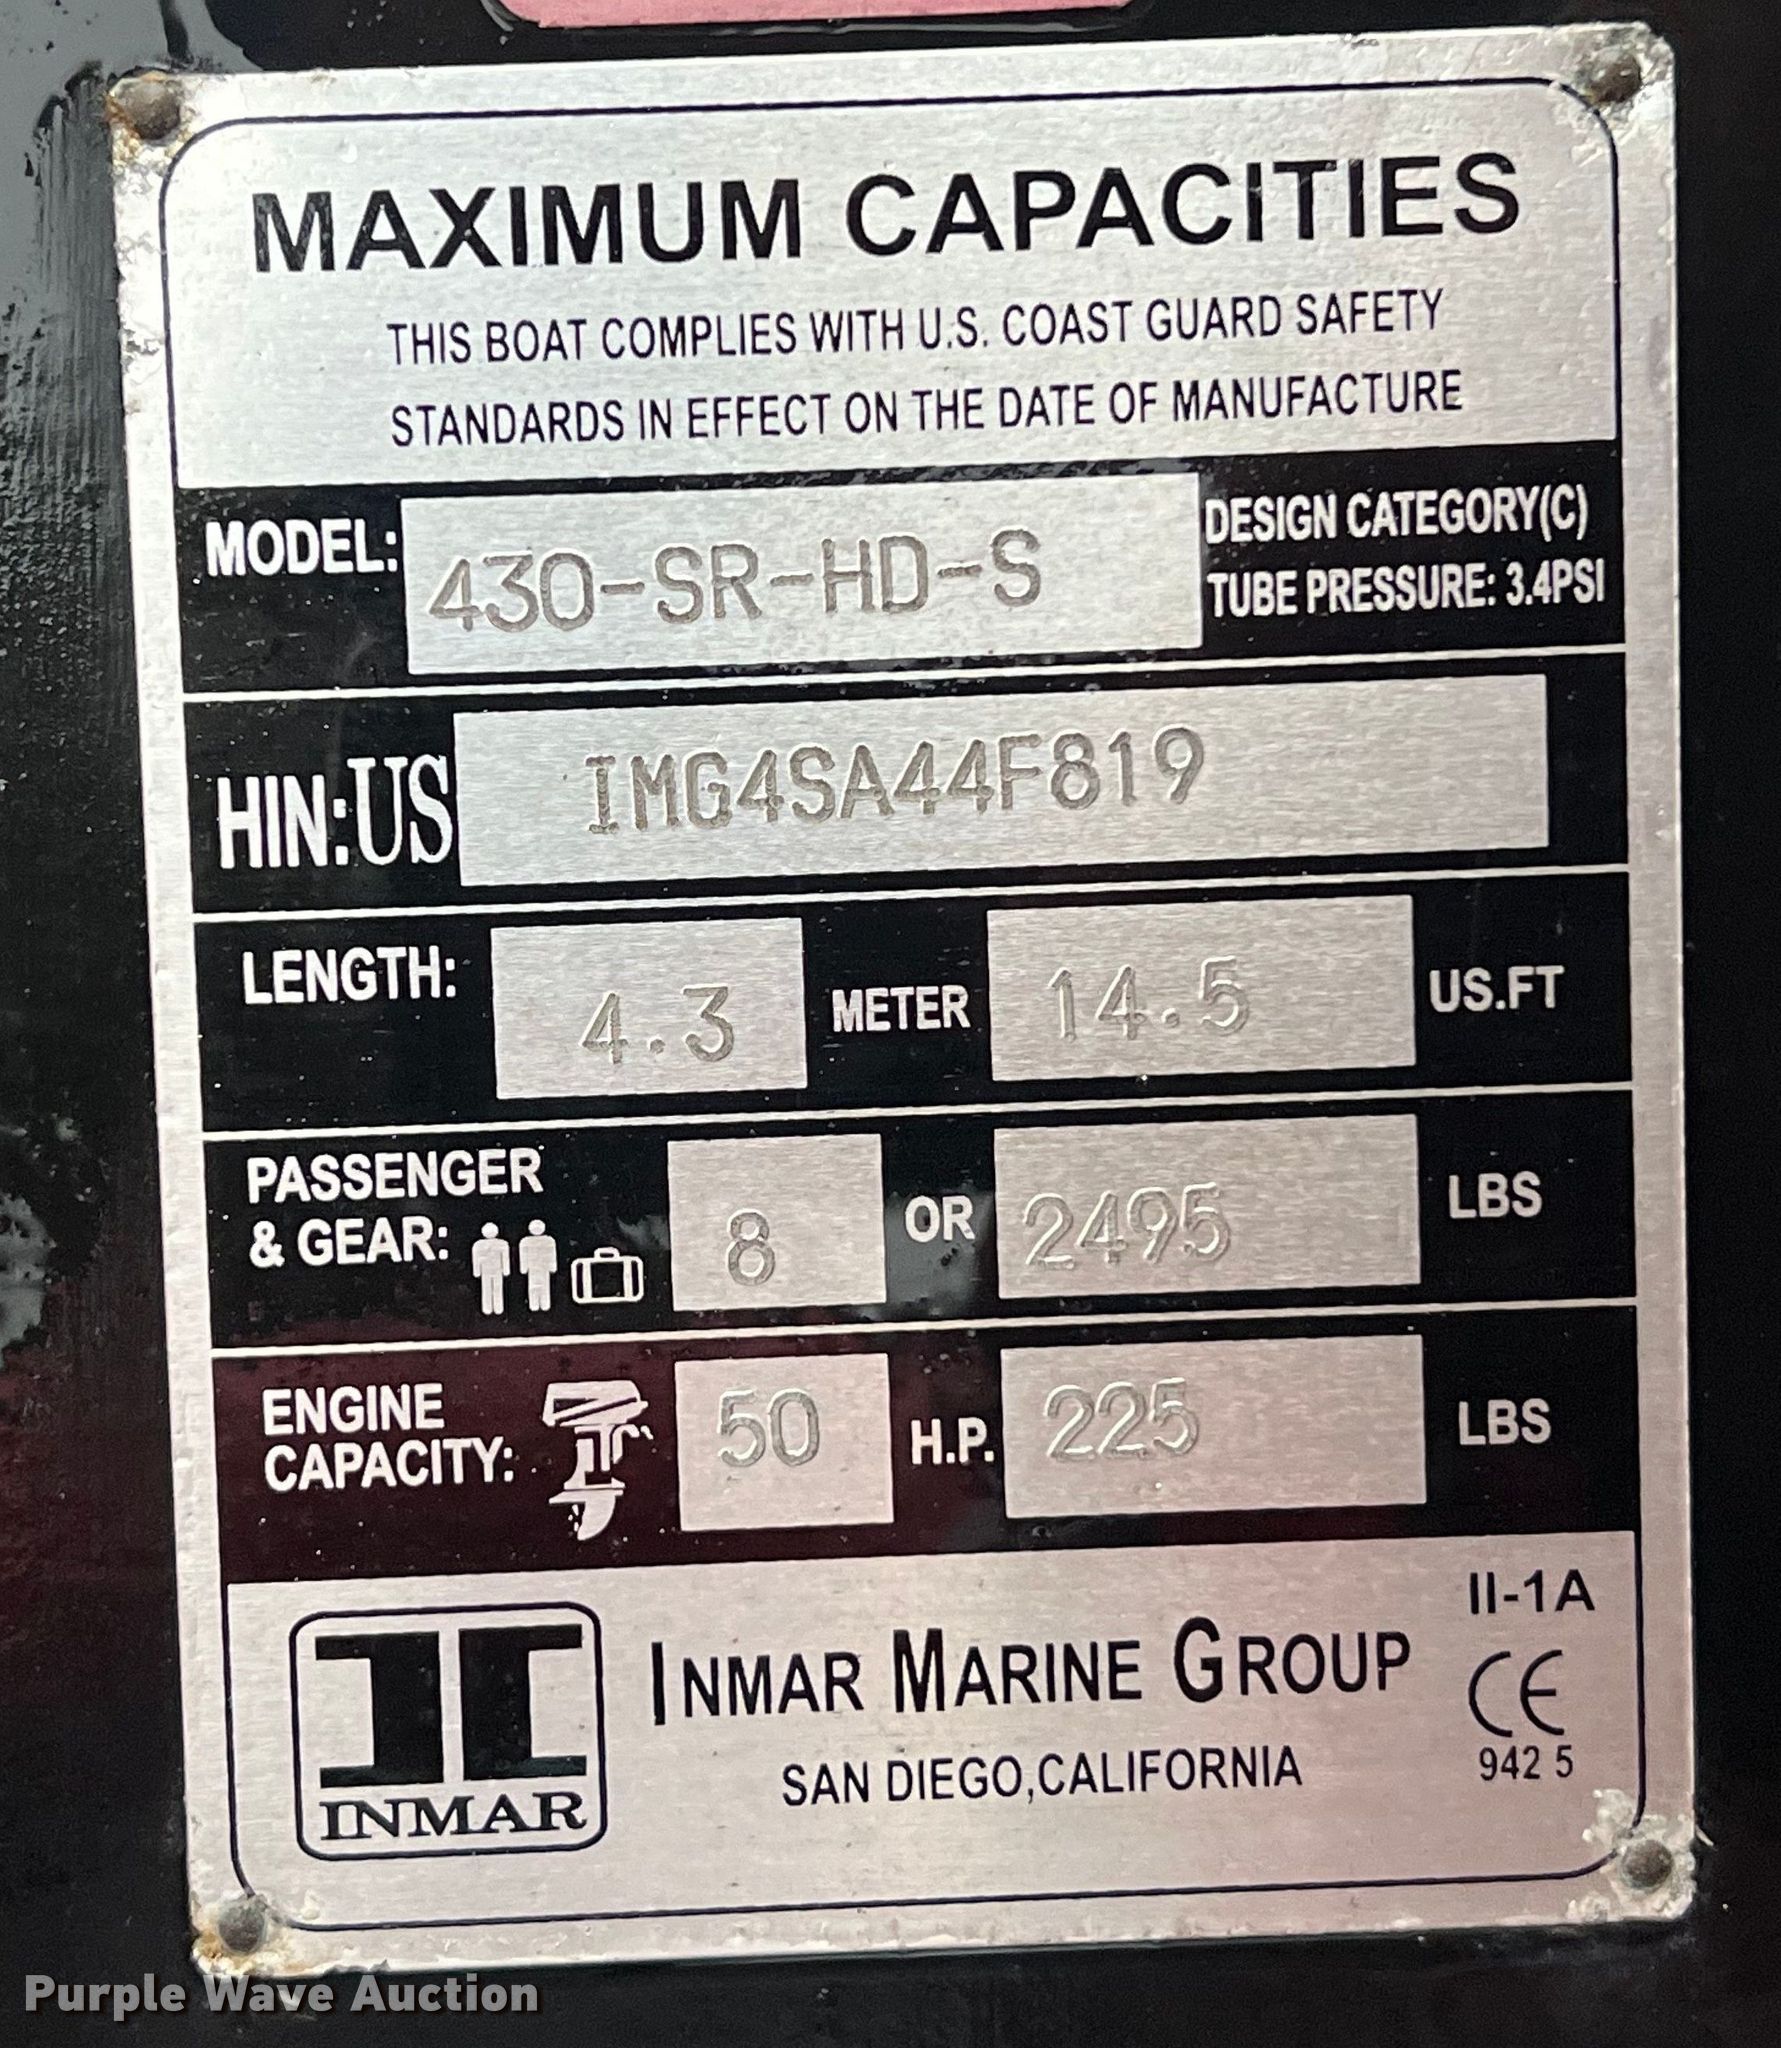 MAXIMUM CAPACITIES
THIS BOAT COMPLIES WITH U.S. COAST GUARD SAFETY
STANDARDS IN EFFECT ON THE DATE OF MANUFACTURE
MODEL: 430-SR-HD-S DESIGN CATEGORY(C)
TUBE PRESSURE: 3.4PSI
HIN:US IMG4SA44F819
LENGTH: 4.3 METER 14.5 US.FT
PASSENGER
& GEAR: 8 OR 2495 LBS
ENGINE
CAPACITY: 50 H.P. 225 LBS
II-1A
INMAR MARINE GROUP
CE
SAN DIEGO,CALIFORNIA
942 5
INMAR
Purple Wave Auction